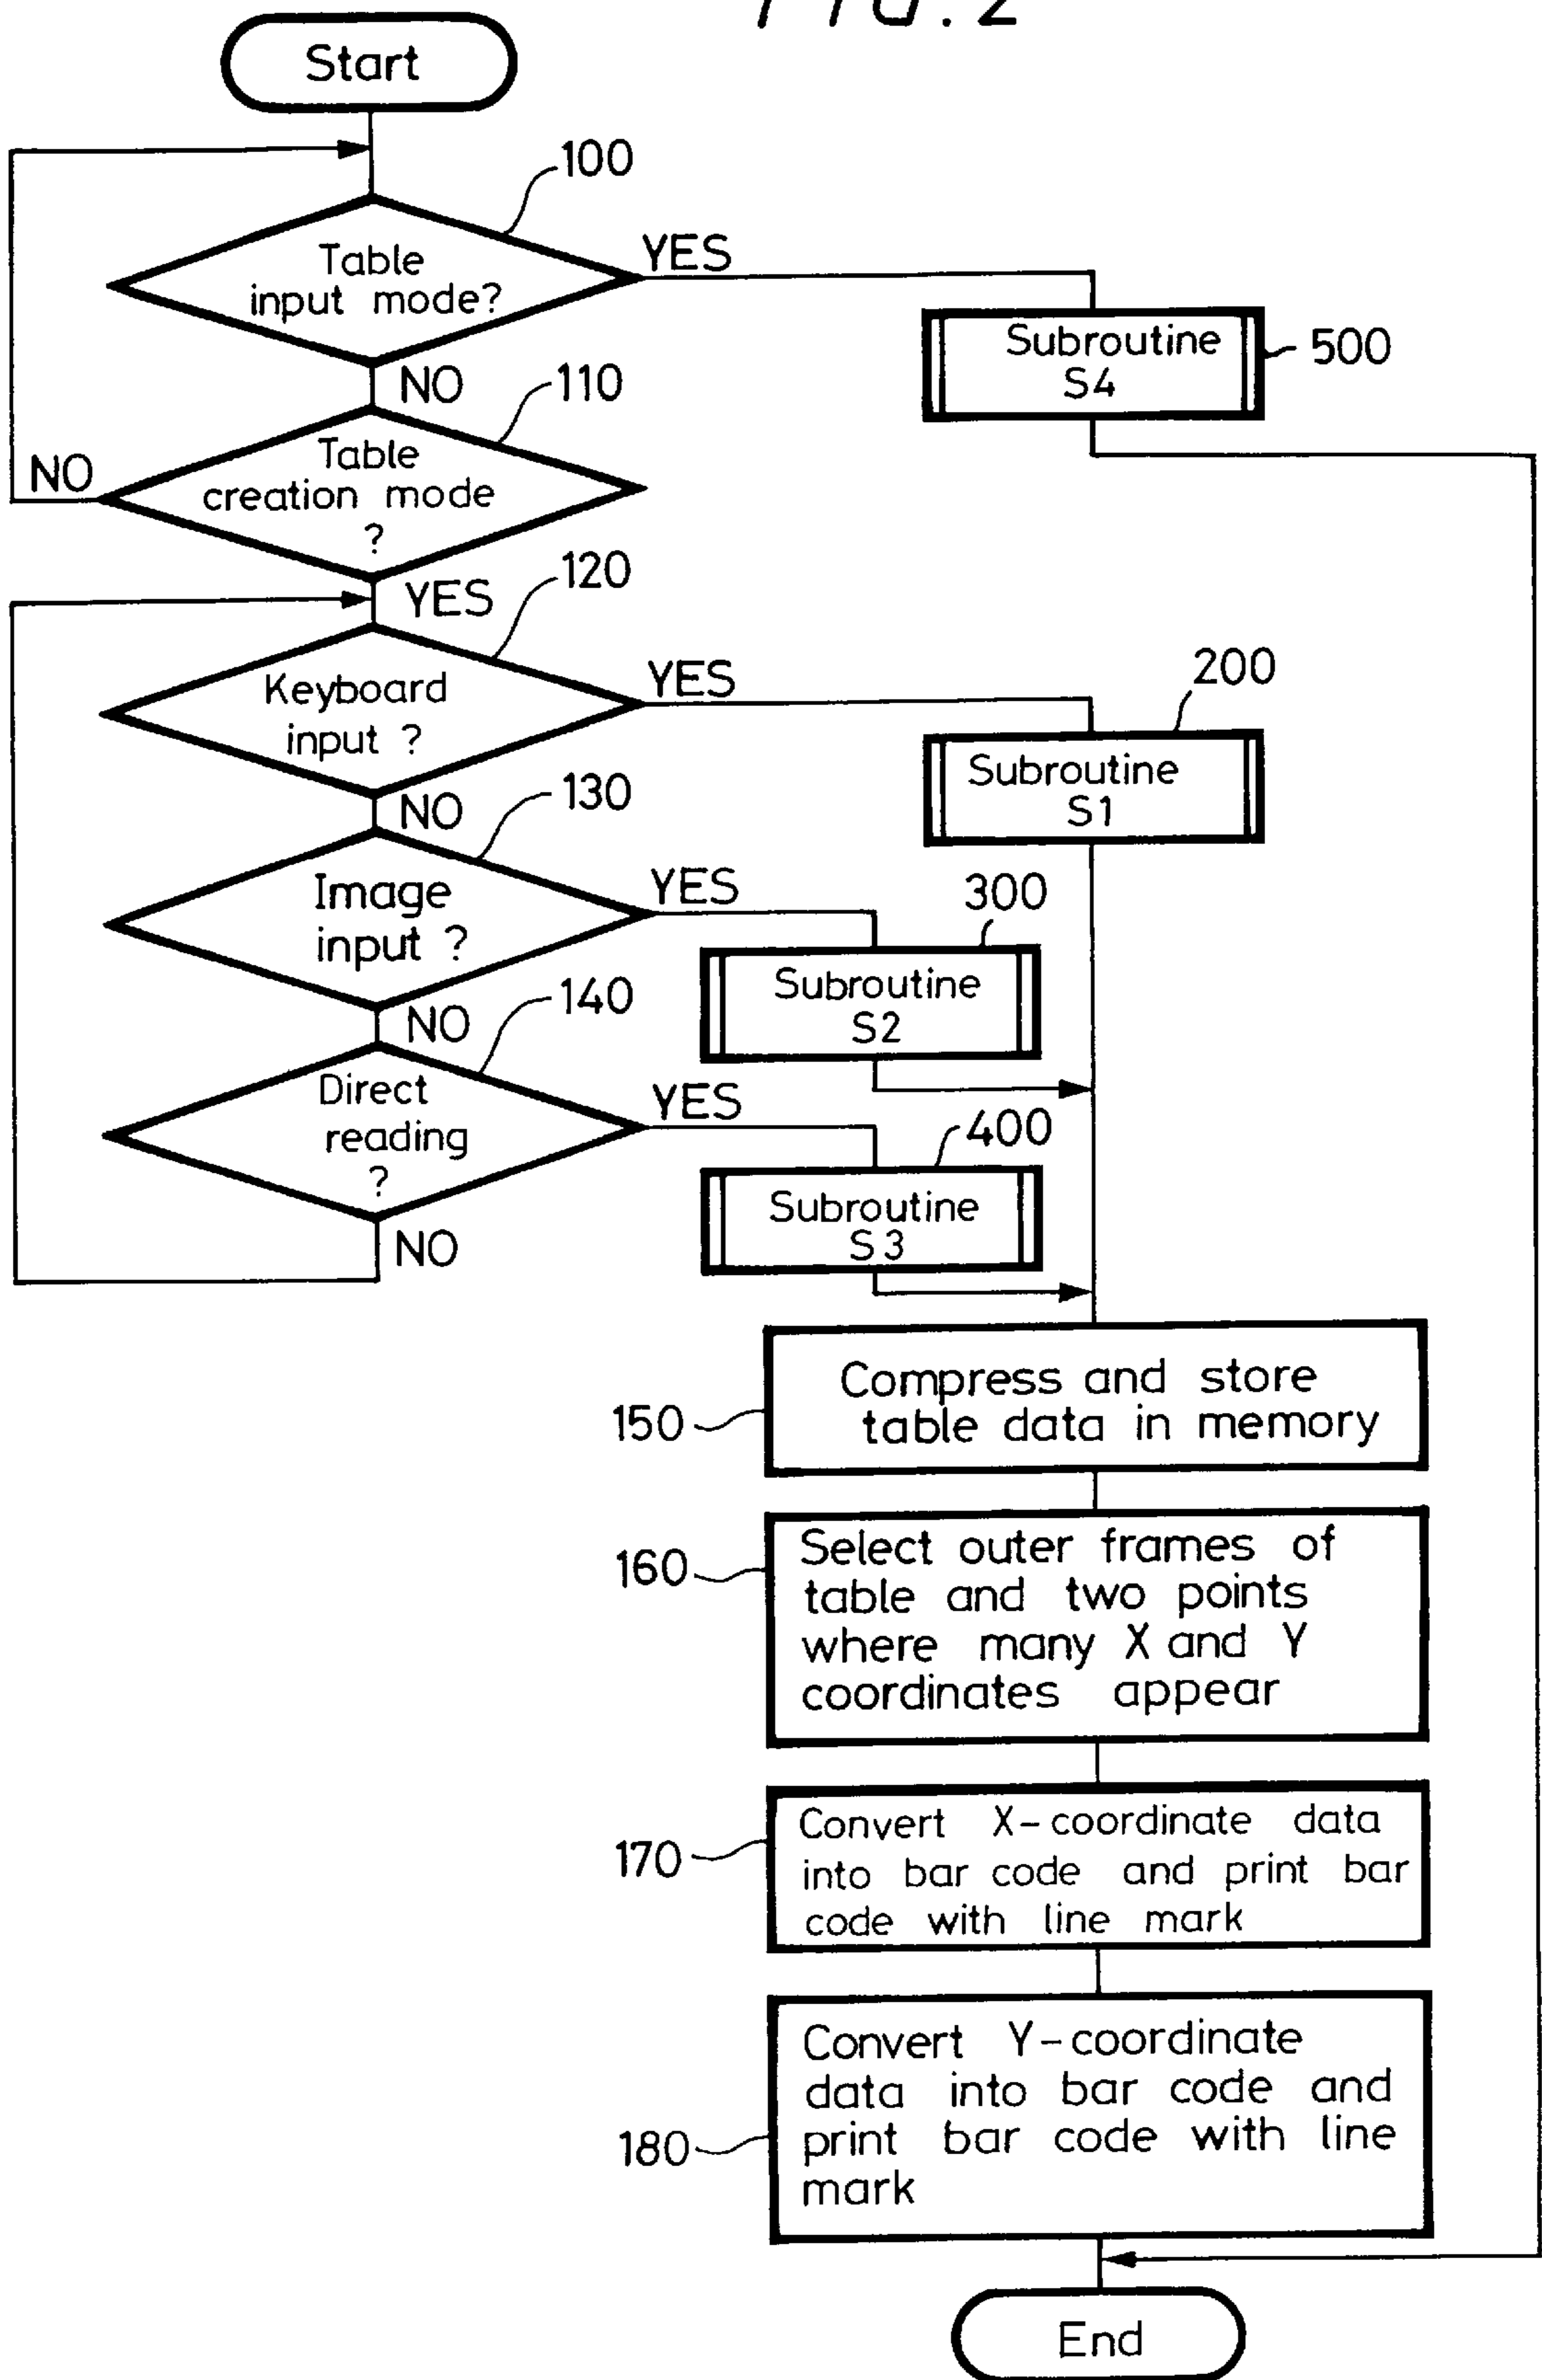 FIG. 2
Start
100
Table
input mode?
YES
Subroutine
S4
500
NO
110
Table
creation mode
?
NO
YES
120
Keyboard
input ?
YES
200
Subroutine
S1
NO
130
Image
input ?
YES
300
Subroutine
S2
NO
140
Direct
reading
?
YES
400
Subroutine
S3
NO
150
Compress and store
table data in memory
160
Select outer frames of
table and two points
where many X and Y
coordinates appear
170
Convert X-coordinate data
into bar code and print bar
code with line mark
180
Convert Y-coordinate
data into bar code and
print bar code with line
mark
End